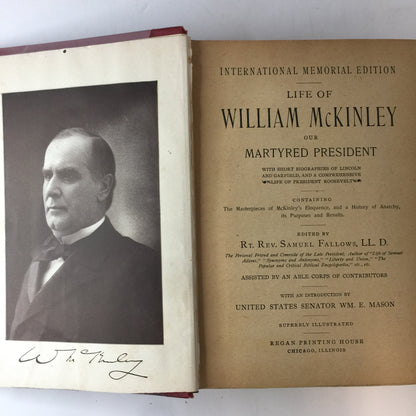 Wm McKinley
INTERNATIONAL MEMORIAL EDITION
LIFE OF
WILLIAM McKINLEY
OUR
MARTYRED PRESIDENT
WITH SHORT BIOGRAPHIES OF LINCOLN
AND GARFIELD, AND A COMPREHENSIVE
LIFE OF PRESIDENT ROOSEVELT
CONTAINING
The Masterpieces of McKinley's Eloquence, and a History of Anarchy,
its Purposes and Results.
EDITED BY
RT. REV. SAMUEL FALLOWS, LL. D.
The Personal Friend and Comrade of the Late President; Author of "Life of Samuel
Adams," "Synonyms and Antonyms," "Liberty and Union," "The
Popular and Critical Biblical Encyclopædia," etc., etc.
ASSISTED BY AN ABLE CORPS OF CONTRIBUTORS
WITH AN INTRODUCTION BY
UNITED STATES SENATOR WM. E. MASON
SUPERBLY ILLUSTRATED
REGAN PRINTING HOUSE
CHICAGO, ILLINOIS